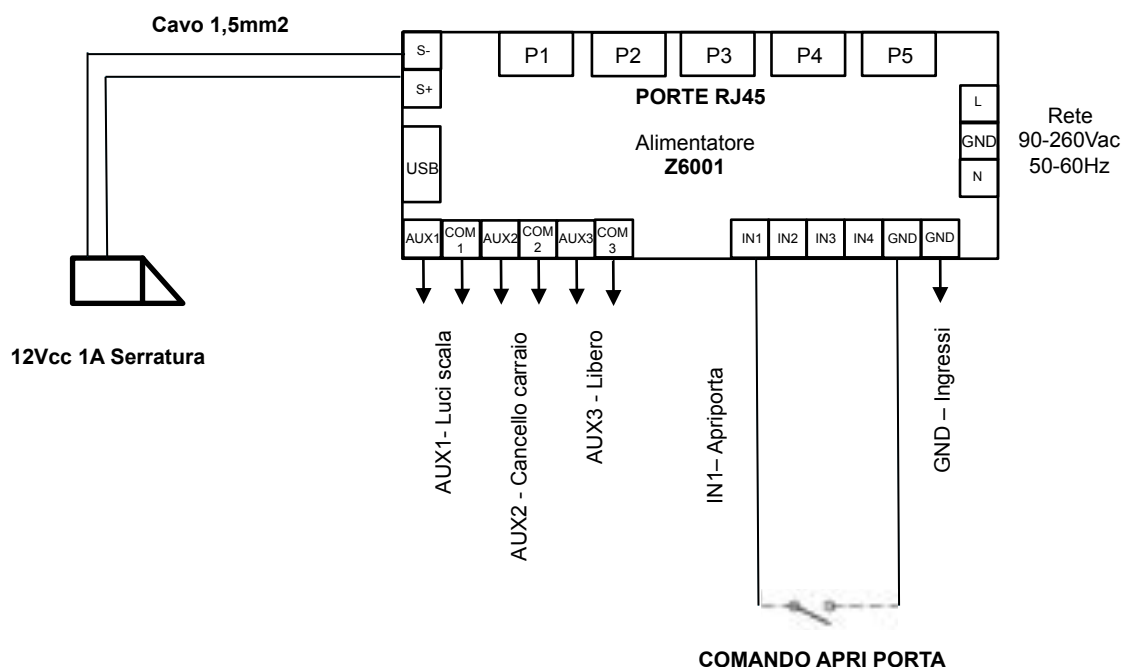 Cavo 1,5mm2
S-
S+
USB
P1
P2
P3
P4
P5
PORTE RJ45
Alimentatore
Z6001
L
GND
N
Rete
90-260Vac
50-60Hz
AUX1
COM
1
AUX2
COM
2
AUX3
COM
3
IN1
IN2
IN3
IN4
GND
GND
12Vcc 1A Serratura
AUX1- Luci scala
AUX2 - Cancello carraio
AUX3 - Libero
IN1– Apriporta
GND – Ingressi
COMANDO APRI PORTA